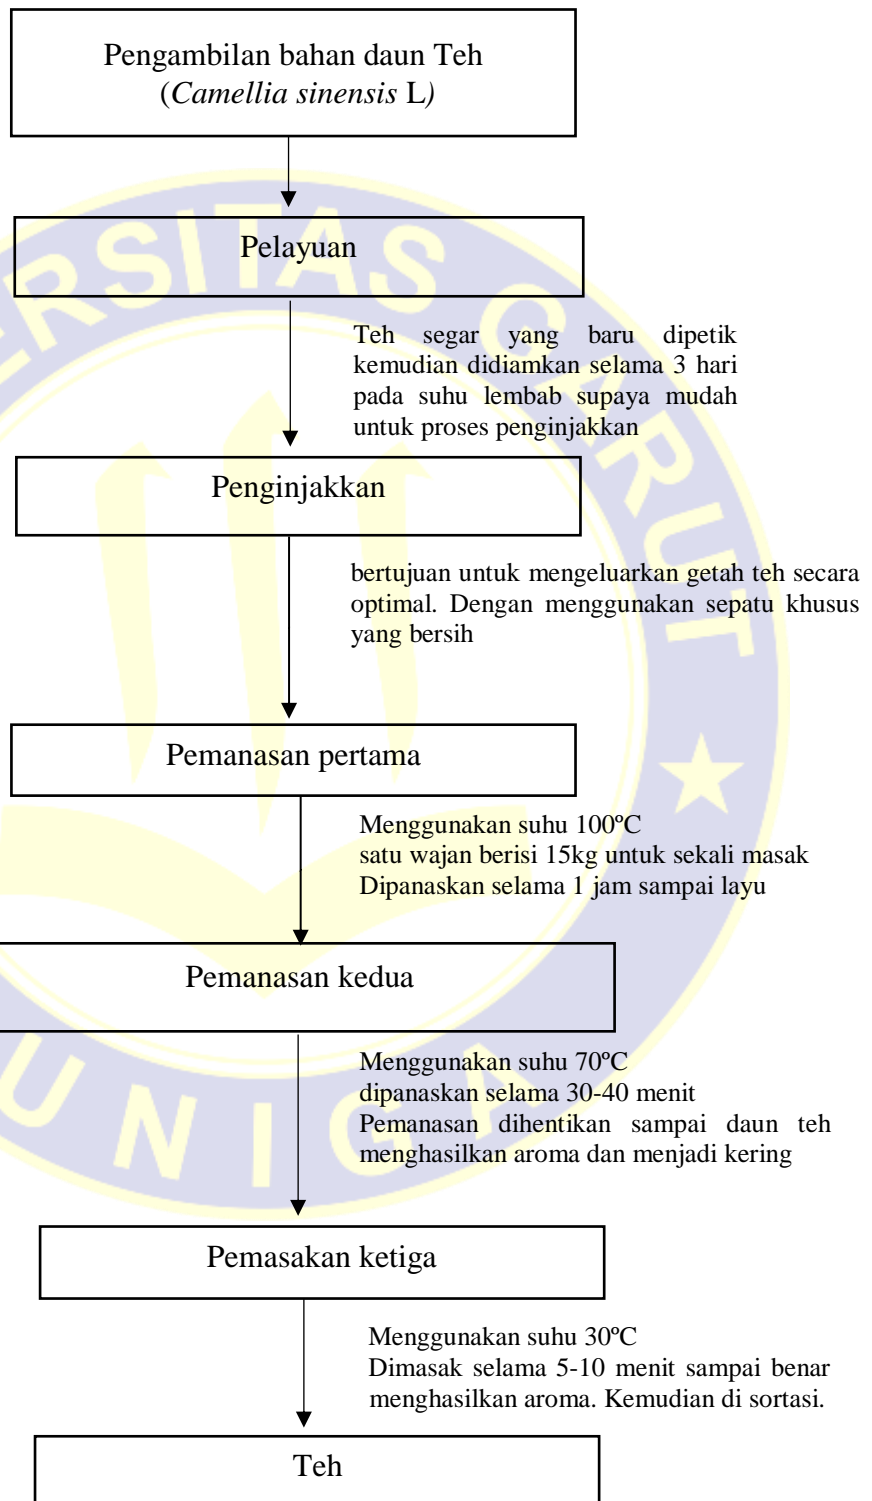 Pengambilan bahan daun Teh
(Camellia sinensis L)
Pelayuan
Teh segar yang baru dipetik
kemudian didiamkan selama 3 hari
pada suhu lembab supaya mudah
untuk proses penginjakkan
Penginjakkan
bertujuan untuk mengeluarkan getah teh secara
optimal. Dengan menggunakan sepatu khusus
yang bersih
Pemanasan pertama
Menggunakan suhu 100ºC
satu wajan berisi 15kg untuk sekali masak
Dipanaskan selama 1 jam sampai layu
Pemanasan kedua
Menggunakan suhu 70ºC
dipanaskan selama 30-40 menit
Pemanasan dihentikan sampai daun teh
menghasilkan aroma dan menjadi kering
Pemasakan ketiga
Menggunakan suhu 30ºC
Dimasak selama 5-10 menit sampai benar
menghasilkan aroma. Kemudian di sortasi.
Teh
ERSITAS GARUT
UNIGA